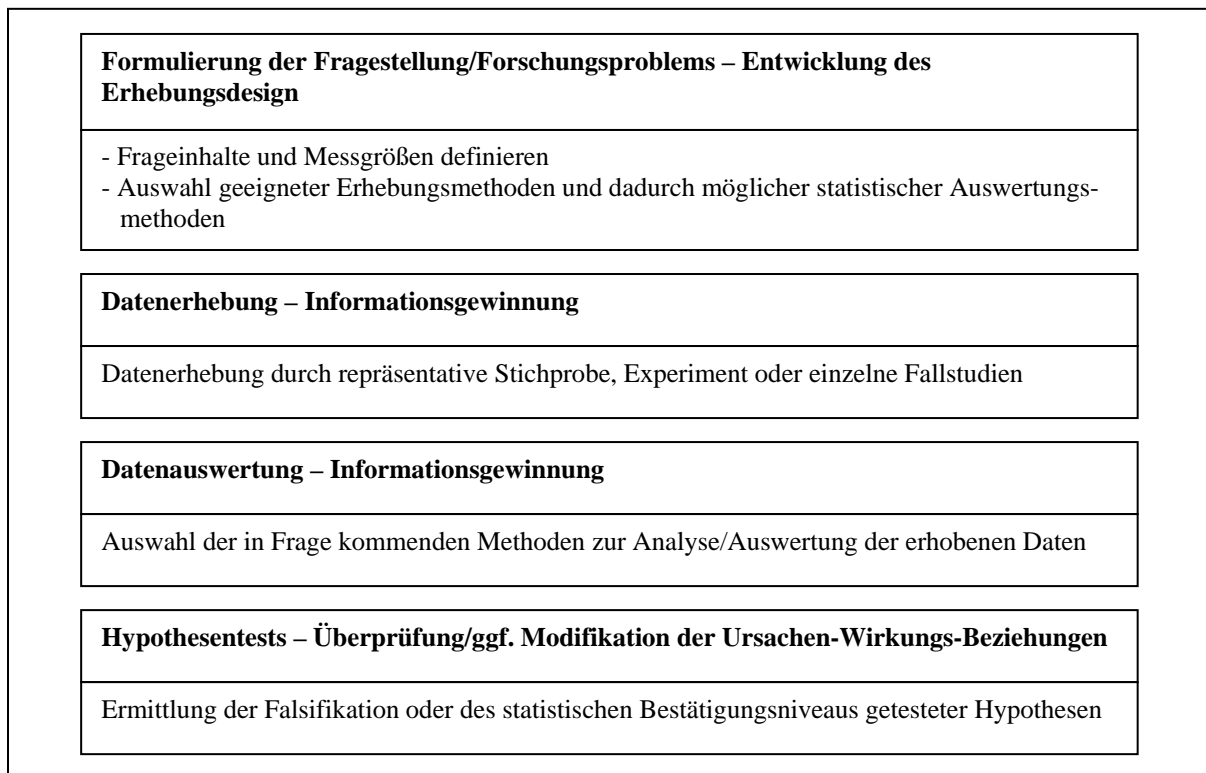 Formulierung der Fragestellung/Forschungsproblems – Entwicklung des
Erhebungsdesign
- Frageinhalte und Messgrößen definieren
- Auswahl geeigneter Erhebungsmethoden und dadurch möglicher statistischer Auswertungs-
methoden
Datenerhebung – Informationsgewinnung
Datenerhebung durch repräsentative Stichprobe, Experiment oder einzelne Fallstudien
Datenauswertung – Informationsgewinnung
Auswahl der in Frage kommenden Methoden zur Analyse/Auswertung der erhobenen Daten
Hypothesentests – Überprüfung/ggf. Modifikation der Ursachen-Wirkungs-Beziehungen
Ermittlung der Falsifikation oder des statistischen Bestätigungsniveaus getesteter Hypothesen